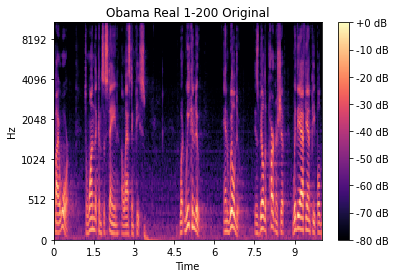 Obama Real 1-200 Original
Hz
8192
4096
2048
1024
512
0
0 1.5 3 4.5 6 7.5 9
Time
+0 dB
-10 dB
-20 dB
-30 dB
-40 dB
-50 dB
-60 dB
-70 dB
-80 dB